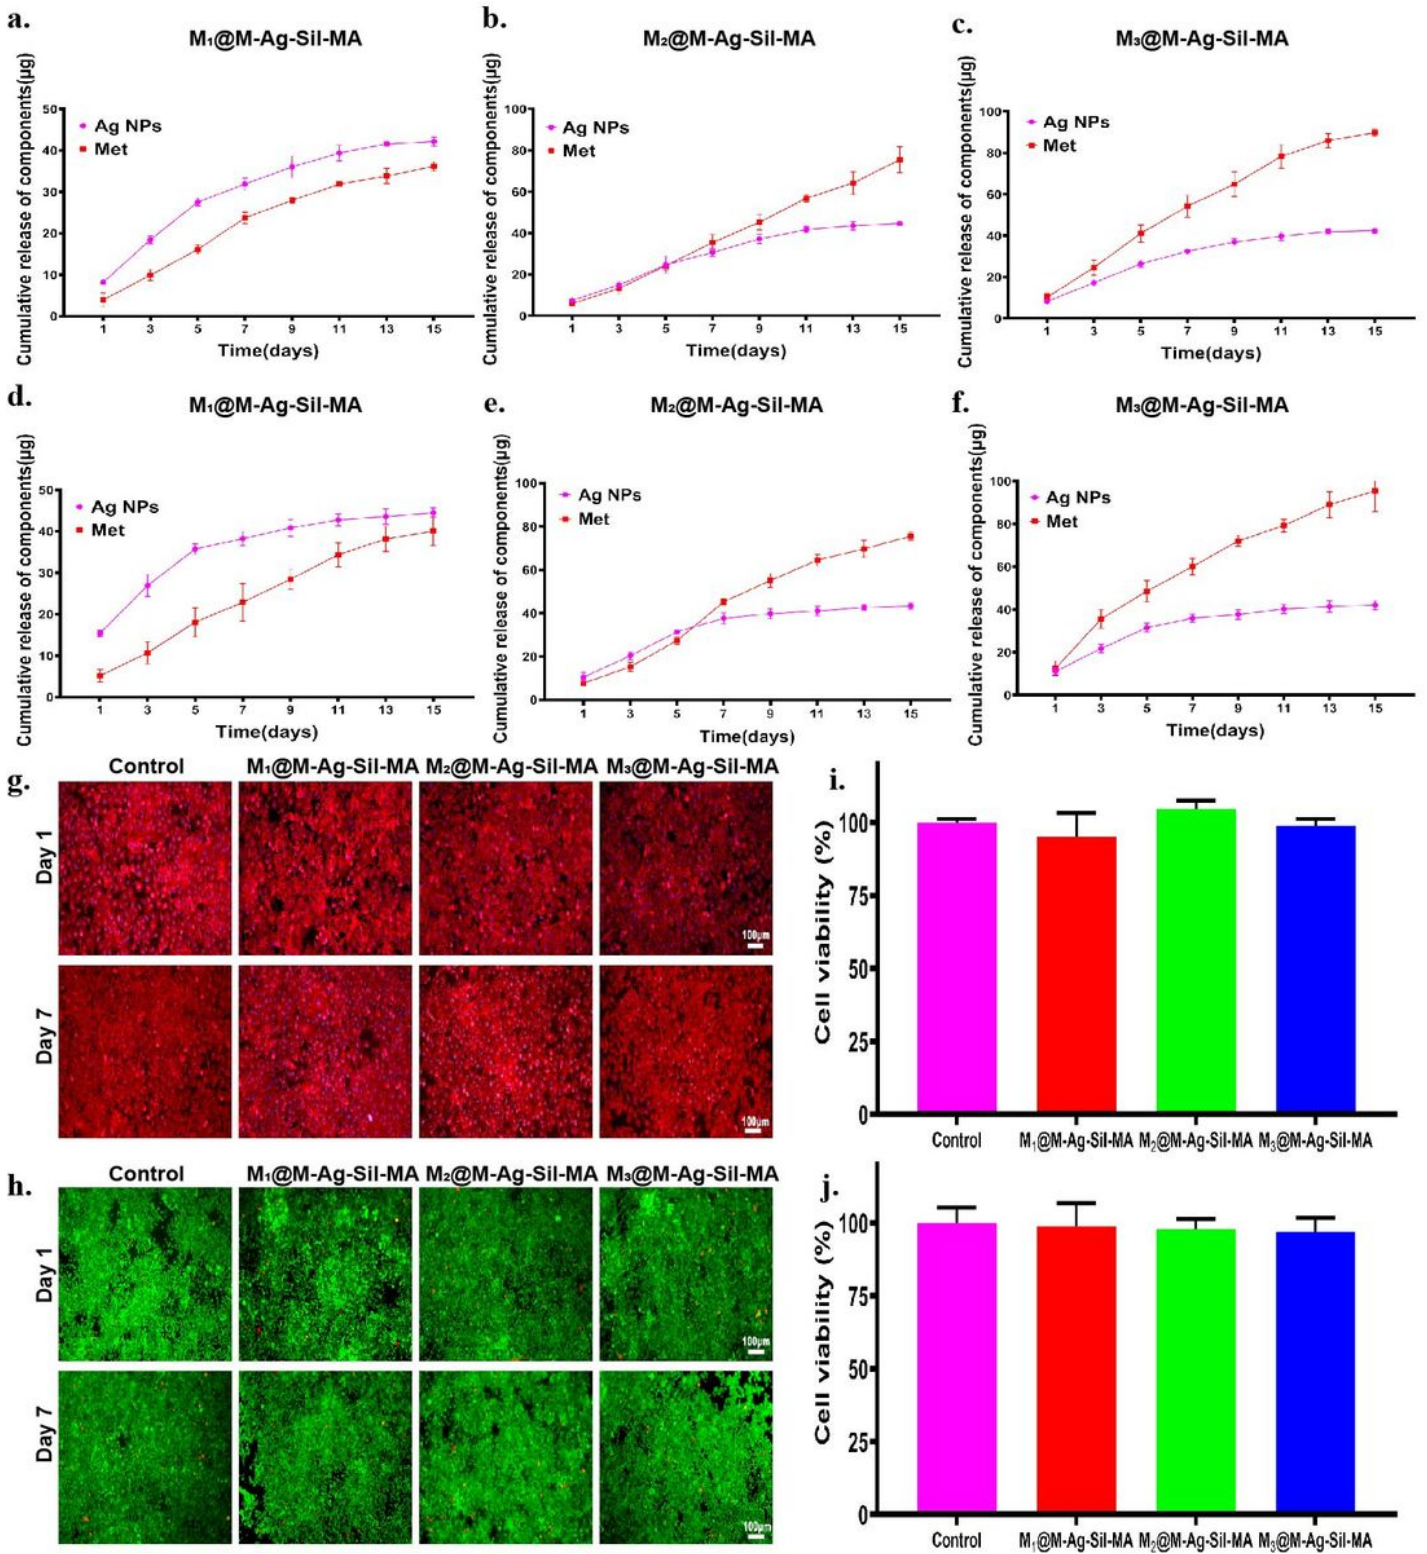 a.
M₁@M-Ag-Sil-MA
Cumulative release of components(μg)
Ag NPs
Met
50
40
30
20
10
0
1 3 5 7 9 11 13 15
Time(days)
b.
M₂@M-Ag-Sil-MA
Cumulative release of components(μg)
Ag NPs
Met
100
80
60
40
20
0
1 3 5 7 9 11 13 15
Time(days)
c.
M₃@M-Ag-Sil-MA
Cumulative release of components(μg)
Ag NPs
Met
100
80
60
40
20
0
1 3 5 7 9 11 13 15
Time(days)
d.
M₁@M-Ag-Sil-MA
Cumulative release of components(μg)
Ag NPs
Met
50
40
30
20
10
0
1 3 5 7 9 11 13 15
Time(days)
e.
M₂@M-Ag-Sil-MA
Cumulative release of components(μg)
Ag NPs
Met
100
80
60
40
20
0
1 3 5 7 9 11 13 15
Time(days)
f.
M₃@M-Ag-Sil-MA
Cumulative release of components(μg)
Ag NPs
Met
100
80
60
40
20
0
1 3 5 7 9 11 13 15
Time(days)
g.
Control M₁@M-Ag-Sil-MA M₂@M-Ag-Sil-MA M₃@M-Ag-Sil-MA
Day 1
100μm
Day 7
100μm
h.
Control M₁@M-Ag-Sil-MA M₂@M-Ag-Sil-MA M₃@M-Ag-Sil-MA
Day 1
100μm
Day 7
100μm
i.
Cell viability (%)
100
75
50
25
0
Control M₁@M-Ag-Sil-MA M₂@M-Ag-Sil-MA M₃@M-Ag-Sil-MA
j.
Cell viability (%)
100
75
50
25
0
Control M₁@M-Ag-Sil-MA M₂@M-Ag-Sil-MA M₃@M-Ag-Sil-MA